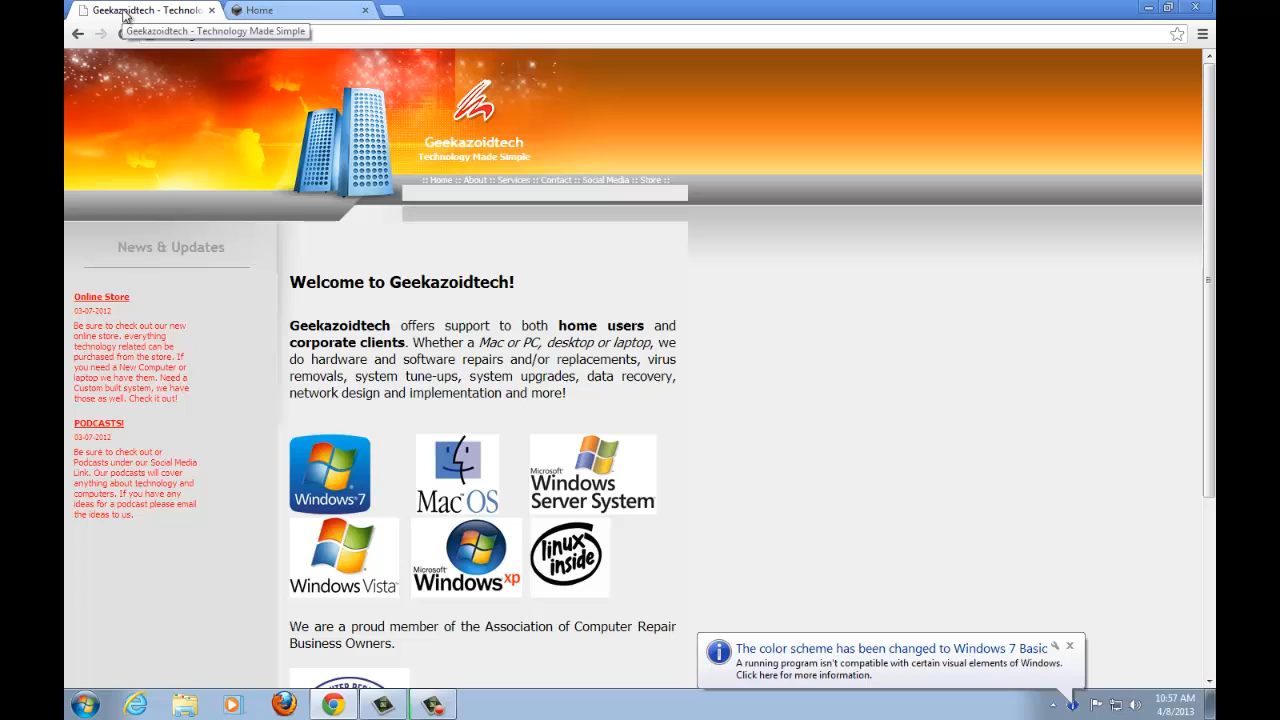 Geekazoidtech - Technolo
Home
Geekazoidtech - Technology Made Simple
Geekazoidtech
Technology Made Simple
:: Home :: About :: Services :: Contact :: Social Media :: Store ::
News & Updates
Online Store
03-07-2012
Be sure to check out our new
online store, everything
technology related can be
purchased from the store. If
you need a New Computer or
laptop we have them. Need a
Custom built system, we have
those as well. Check it out!
PODCASTS!
03-07-2012
Be sure to check out or
Podcasts under our Social Media
Link. Our podcasts will cover
anything about technology and
computers. If you have any
ideas for a podcast please email
the ideas to us.
Welcome to Geekazoidtech!
Geekazoidtech offers support to both home users and
corporate clients. Whether a Mac or PC, desktop or laptop, we
do hardware and software repairs and/or replacements, virus
removals, system tune-ups, system upgrades, data recovery,
network design and implementation and more!
Windows 7
Mac OS
Microsoft
Windows
Server System
Windows Vista
Microsoft
Windows xp
linux
inside
We are a proud member of the Association of Computer Repair
Business Owners.
The color scheme has been changed to Windows 7 Basic
A running program isn't compatible with certain visual elements of Windows.
Click here for more information.
10:57 AM
4/8/2013